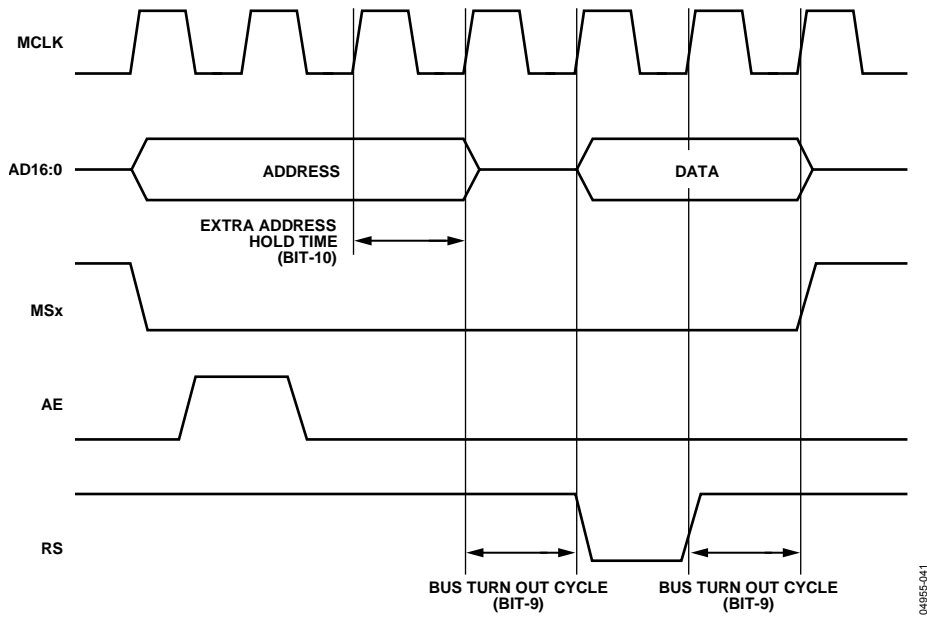 MCLK
AD16:0
ADDRESS
DATA
EXTRA ADDRESS
HOLD TIME
(BIT-10)
MSx
AE
RS
BUS TURN OUT CYCLE
(BIT-9)
BUS TURN OUT CYCLE
(BIT-9)
04955-041